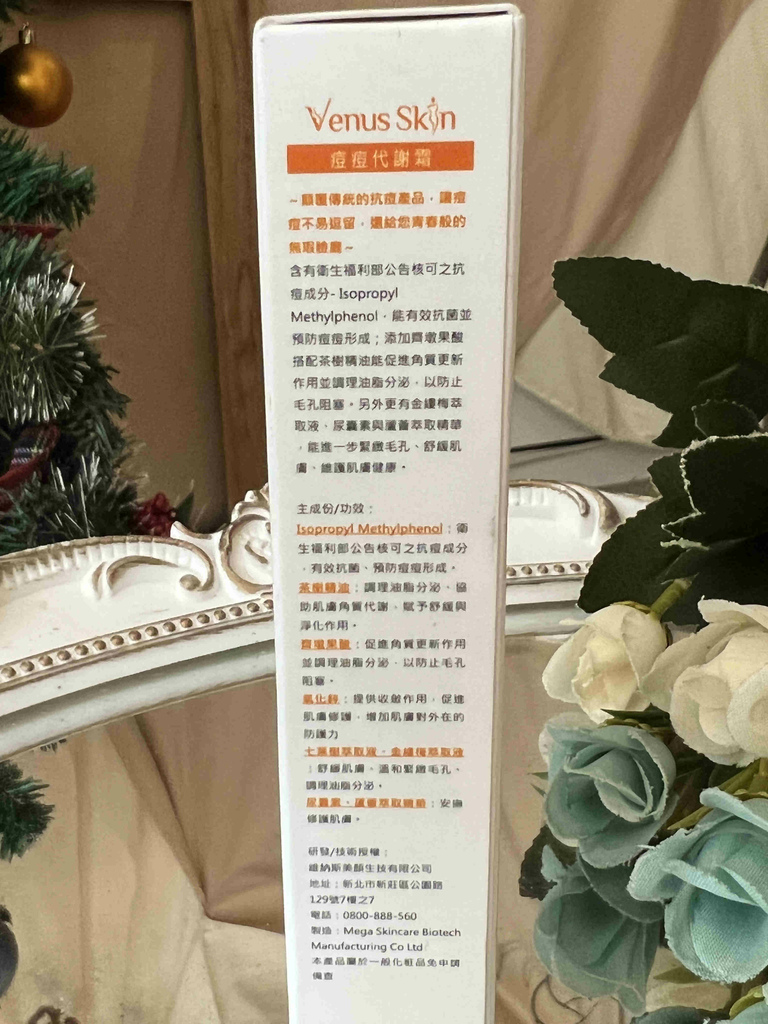 Venus Skin
痘痘代謝霜
~顛覆傳統的抗痘產品，讓痘
痘不易逗留，還給您青春般的
無瑕臉龐~
含有衛生福利部公告核可之抗
痘成分- Isopropyl
Methylphenol，能有效抗菌並
預防痘痘形成；添加齊墩果酸
搭配茶樹精油能促進角質更新
作用並調理油脂分泌，以防止
毛孔阻塞。另外更有金縷梅萃
取液、尿囊素與蘆薈萃取精華
，能進一步緊緻毛孔、舒緩肌
膚、維護肌膚健康。
主成份/功效：
Isopropyl Methylphenol：衛
生福利部公告核可之抗痘成分
，有效抗菌、預防痘痘形成。
茶樹精油：調理油脂分泌、協
助肌膚角質代謝、賦予舒緩與
淨化作用。
齊墩果酸：促進角質更新作用
並調理油脂分泌，以防止毛孔
阻塞。
氧化鋅：提供收斂作用，促進
肌膚修護，增加肌膚對外在的
防護力
七葉樹萃取液、金縷梅萃取液
：舒緩肌膚、溫和緊緻毛孔、
調理油脂分泌。
尿囊素、蘆薈萃取精華：安撫
修護肌膚。
研發/技術授權：
維納斯美顏生技有限公司
地址：新北市新莊區公園路
129號7樓之7
電話：0800-888-560
製造：Mega Skincare Biotech
Manufacturing Co Ltd
本產品屬於一般化粧品免申請
備查